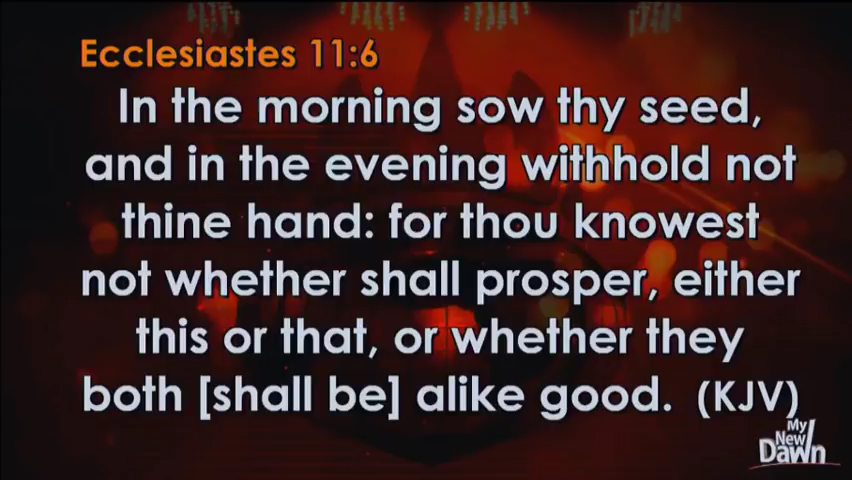 Ecclesiastes 11:6
In the morning sow thy seed,
and in the evening withhold not
thine hand: for thou knowest
not whether shall prosper, either
this or that, or whether they
both [shall be] alike good. (KJV)
My
New
Dawn